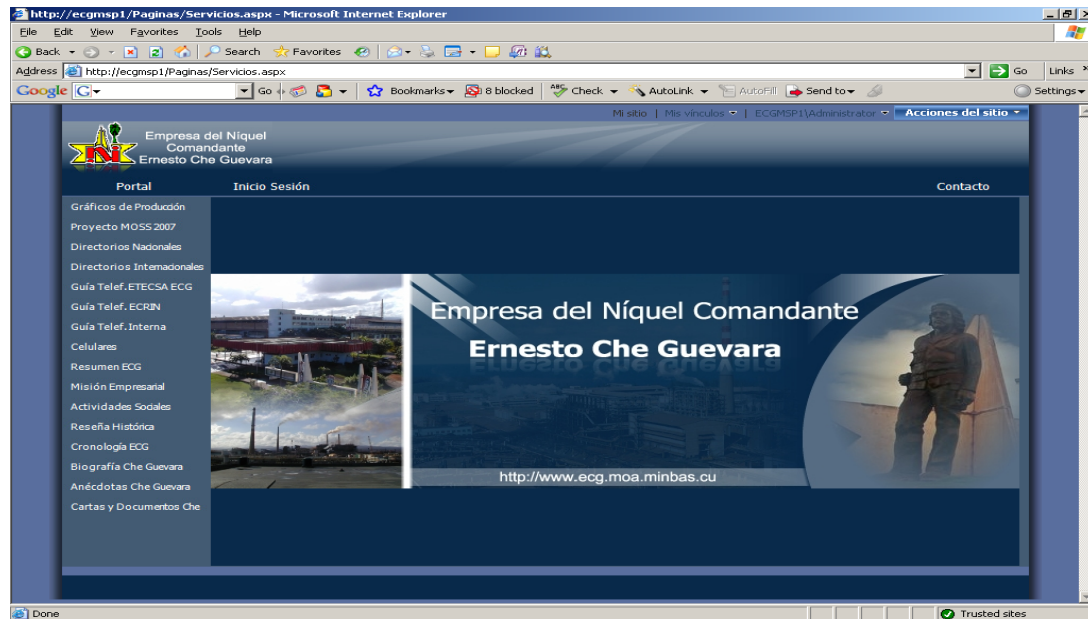 http://ecgmsp1/Paginas/Servicios.aspx - Microsoft Internet Explorer
File Edit View Favorites Tools Help
Back Search Favorites
Address http://ecgmsp1/Paginas/Servicios.aspx Go Links »
Google G Go Bookmarks 8 blocked ABC Check AutoLink AutoFill Send to Settings
Mi sitio | Mis vínculos | ECGMSP1\Administrator Acciones del sitio
Ni
Empresa del Níquel
Comandante
Ernesto Che Guevara
Portal Inicio Sesión Contacto
Gráficos de Producción
Proyecto MOSS 2007
Directorios Nacionales
Directorios Internacionales
Guía Telef. ETECSA ECG
Guía Telef. ECRIN
Guía Telef. Interna
Celulares
Resumen ECG
Misión Empresarial
Actividades Sociales
Reseña Histórica
Cronología ECG
Biografía Che Guevara
Anécdotas Che Guevara
Cartas y Documentos Che
Empresa del Níquel Comandante
Ernesto Che Guevara
http://www.ecg.moa.minbas.cu
Done Trusted sites